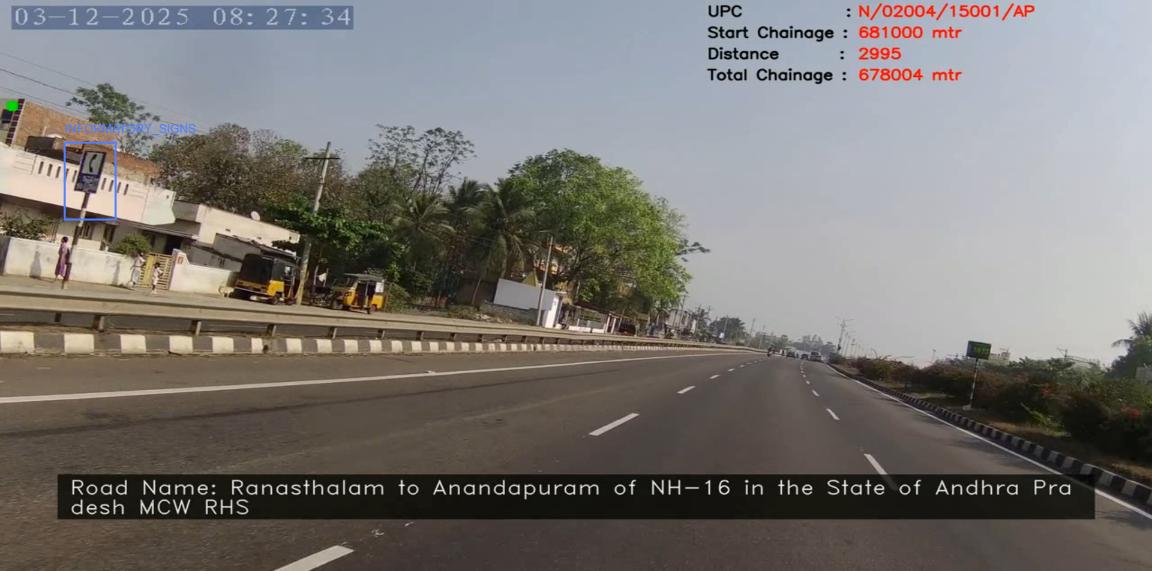 03-12-2025 08:27:34
UPC : N/02004/15001/AP
Start Chainage : 681000 mtr
Distance : 2995
Total Chainage : 678004 mtr
INFORMATORY_SIGNS
Road Name: Ranasthalam to Anandapuram of NH-16 in the State of Andhra Pra
desh MCW RHS